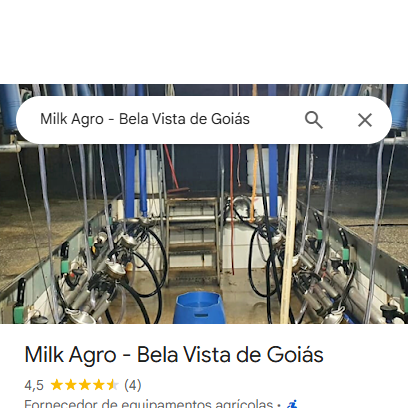 Milk Agro - Bela Vista de Goiás
Milk Agro - Bela Vista de Goiás
4,5 (4)
Fornecedor de equipamentos agrícolas ·